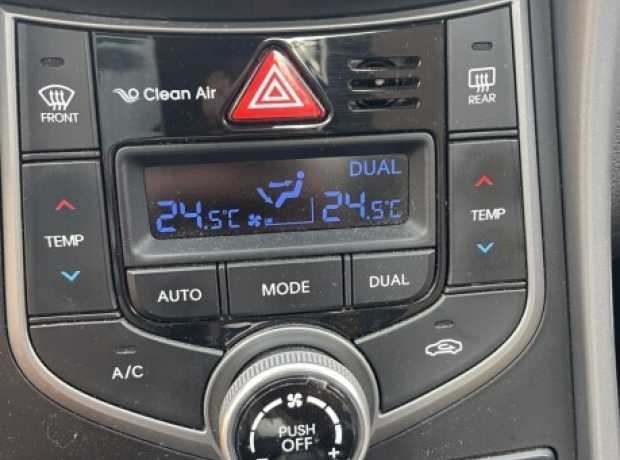 Clean Air
FRONT
REAR
DUAL
24.5°C
24.5°C
TEMP
TEMP
AUTO
MODE
DUAL
A/C
PUSH
OFF
- +